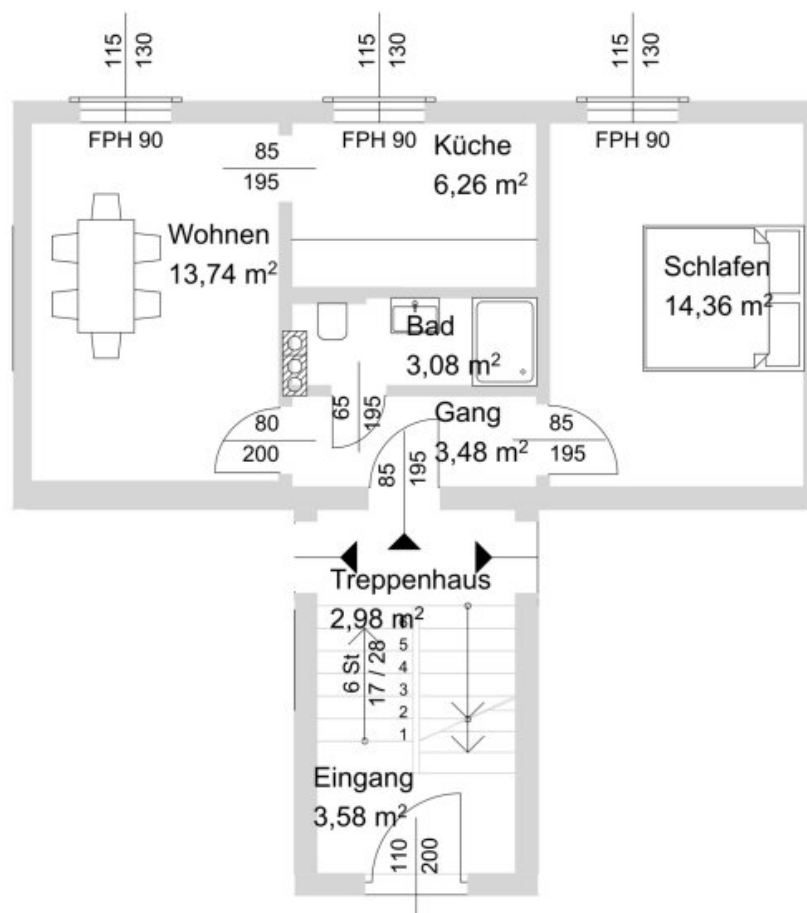 115
130
115
130
115
130
FPH 90
FPH 90
FPH 90
85
195
Küche
6,26 m²
Wohnen
13,74 m²
Schlafen
14,36 m²
Bad
3,08 m²
65
195
Gang
3,48 m²
80
200
85
195
85
195
Treppenhaus
2,98 m²
6 St
17 / 28
6
5
4
3
2
1
Eingang
3,58 m²
110
200